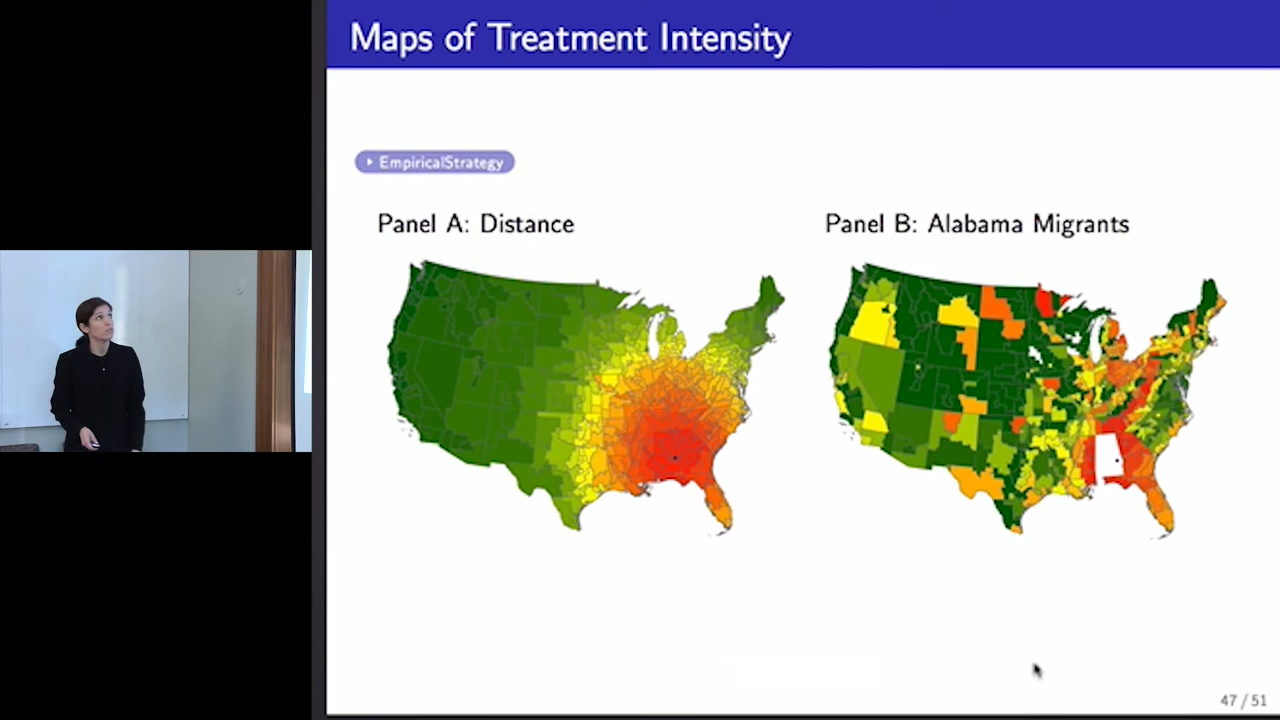 Maps of Treatment Intensity
EmpiricalStrategy
Panel A: Distance
Panel B: Alabama Migrants
47 / 51